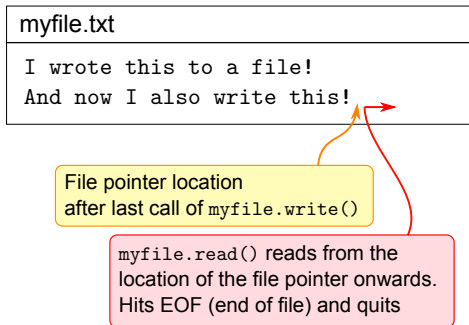 myfile.txt
I wrote this to a file!
And now I also write this!
File pointer location
after last call of myfile.write()
myfile.read() reads from the
location of the file pointer onwards.
Hits EOF (end of file) and quits